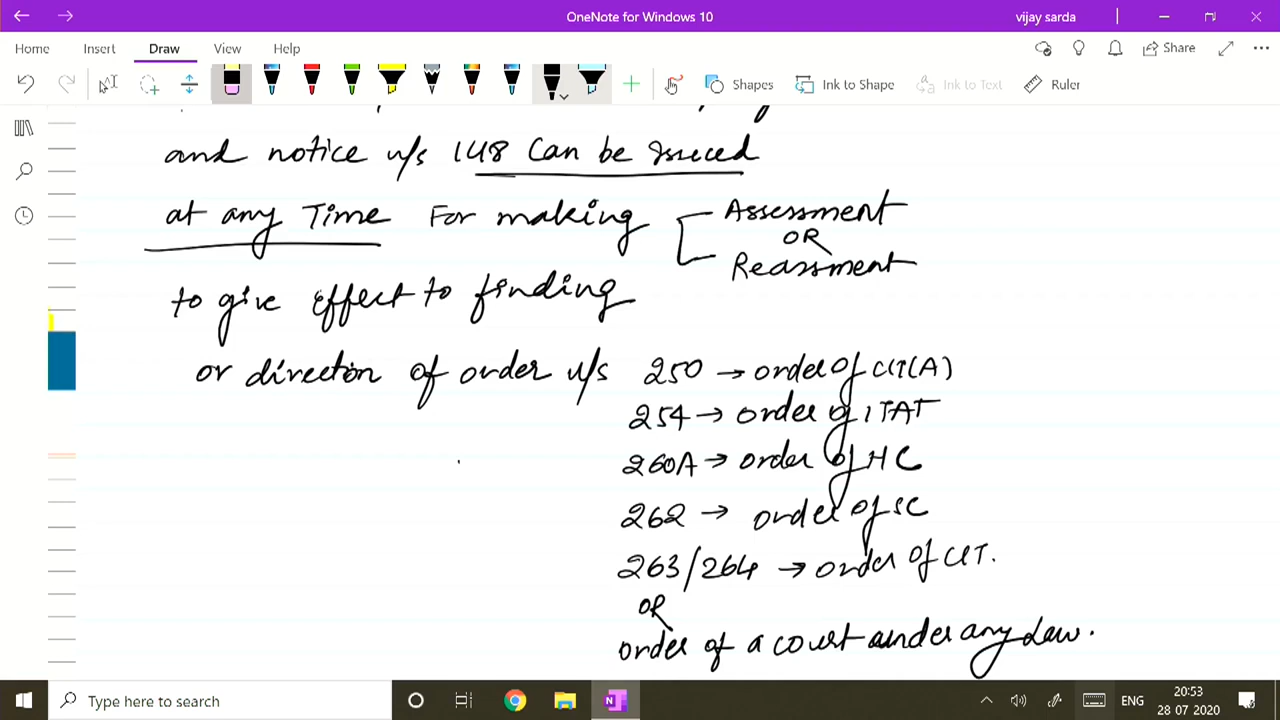 OneNote for Windows 10
vijay sarda
Home Insert Draw View Help
Share
Shapes Ink to Shape Ink to Text Ruler
and notice u/s 148 Can be Issued
at any Time For making Assessment
OR
Reassment
to give effect to finding
or direction of order u/s 250 → order of CIT(A)
254 → order of ITAT
260A → order of HC
262 → order of SC
263/264 → order of CIT.
OR
order of a court under any Law.
Type here to search
ENG
20:53
28-07-2020